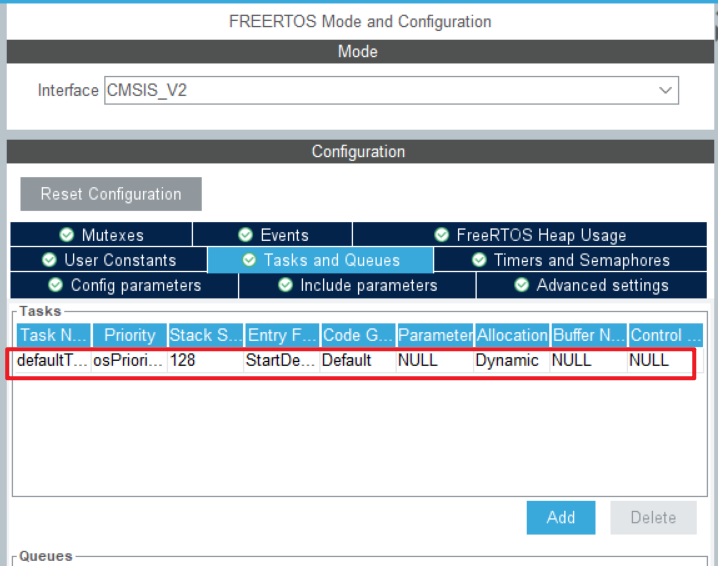 FREERTOS Mode and Configuration
Mode
Interface CMSIS_V2
Configuration
Reset Configuration
Mutexes Events FreeRTOS Heap Usage
User Constants Tasks and Queues Timers and Semaphores
Config parameters Include parameters Advanced settings
Tasks
Task N... Priority Stack S... Entry F... Code G... Parameter Allocation Buffer N... Control ...
defaultT... osPriori... 128 StartDe... Default NULL Dynamic NULL NULL
Add Delete
Queues